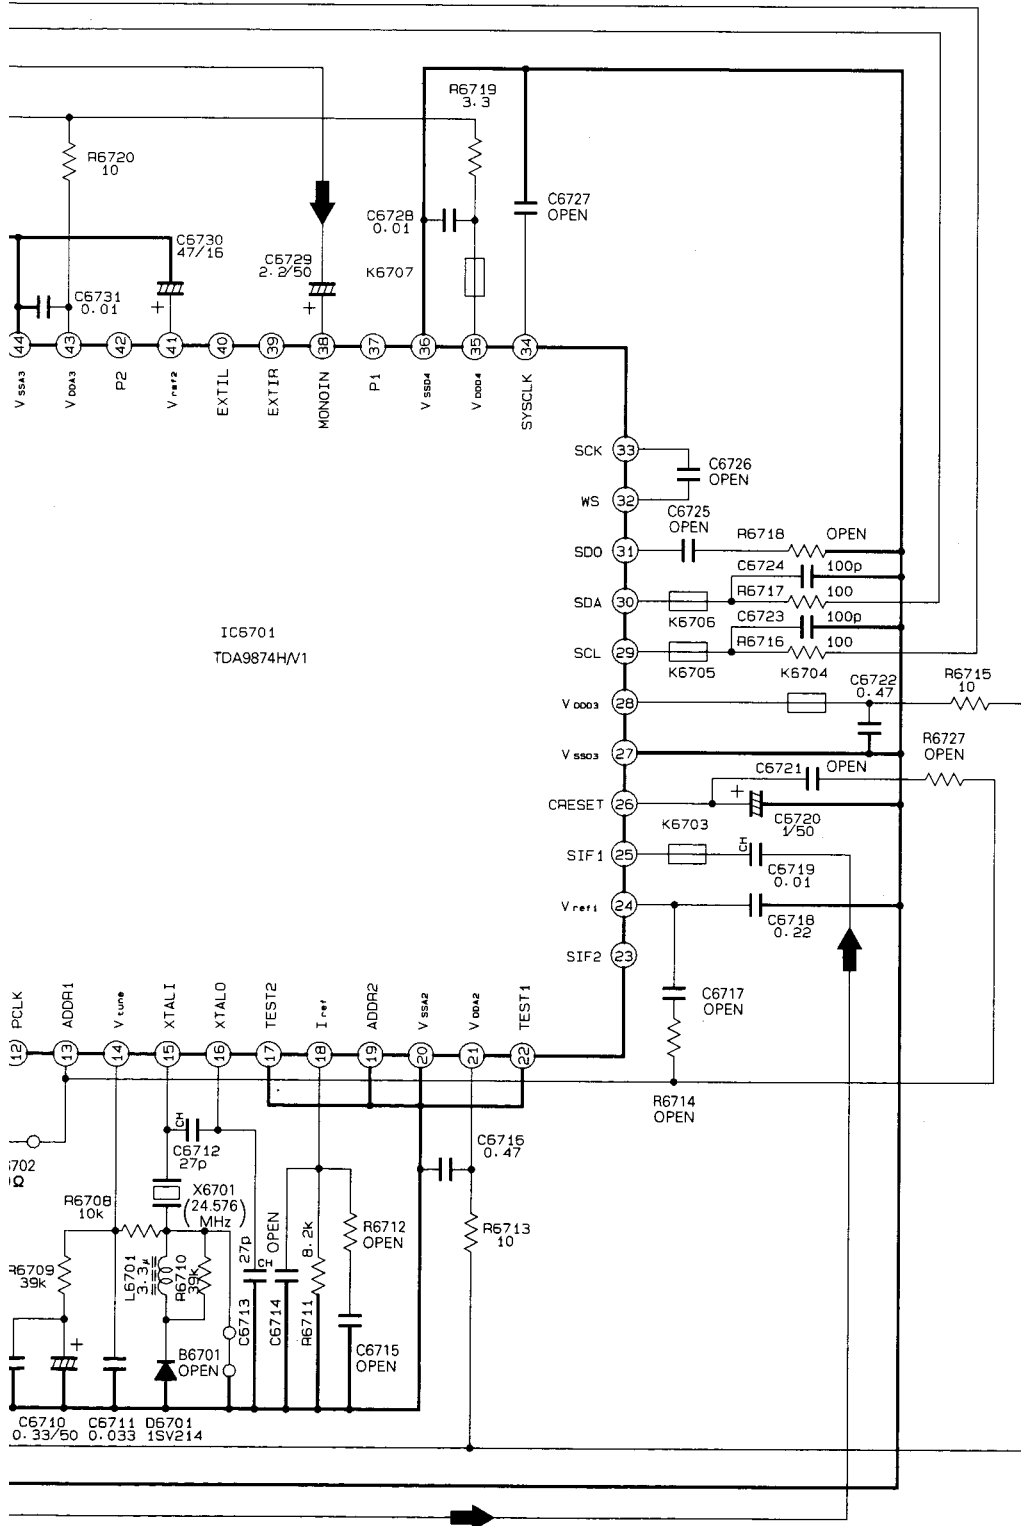 R6719
3.3
R6720
10
C6727
OPEN
C6728
0.01
C6730
47/16
C6729
2.2/50
K6707
C6731
0.01
+
+
44
43
42
41
40
39
38
37
36
35
34
VSSA3
VDDA3
P2
Vref2
EXTIL
EXTIR
MONOIN
P1
VSSD4
VDDD4
SYSCLK
SCK
33
C6726
OPEN
WS
32
C6725
OPEN
R6718
OPEN
SDO
31
C6724
100p
SDA
30
R6717
100
K6706
C6723
100p
SCL
29
R6716
100
K6705
K6704
C6722
0.47
R6715
10
VDDD3
28
R6727
OPEN
VSSD3
27
C6721
OPEN
CRESET
26
+
C6720
1/50
K6703
CH
SIF1
25
C6719
0.01
Vref1
24
C6718
0.22
SIF2
23
IC6701
TDA9874H/V1
C6717
OPEN
PCLK
ADDR1
Vtune
XTALI
XTALO
TEST2
Iref
ADDR2
VSSA2
VDDA2
TEST1
12
13
14
15
16
17
18
19
20
21
22
R6714
OPEN
CH
C6712
27p
C6716
0.47
6702
Ω
X6701
(24.576
MHz)
R6708
10k
27p
OPEN
8.2k
R6712
OPEN
R6713
10
R6709
39k
L6701
3.3μ
R6710
39k
CH
C6713
C6714
R6711
+
B6701
OPEN
C6715
OPEN
C6710
0.33/50
C6711
0.033
D6701
1SV214